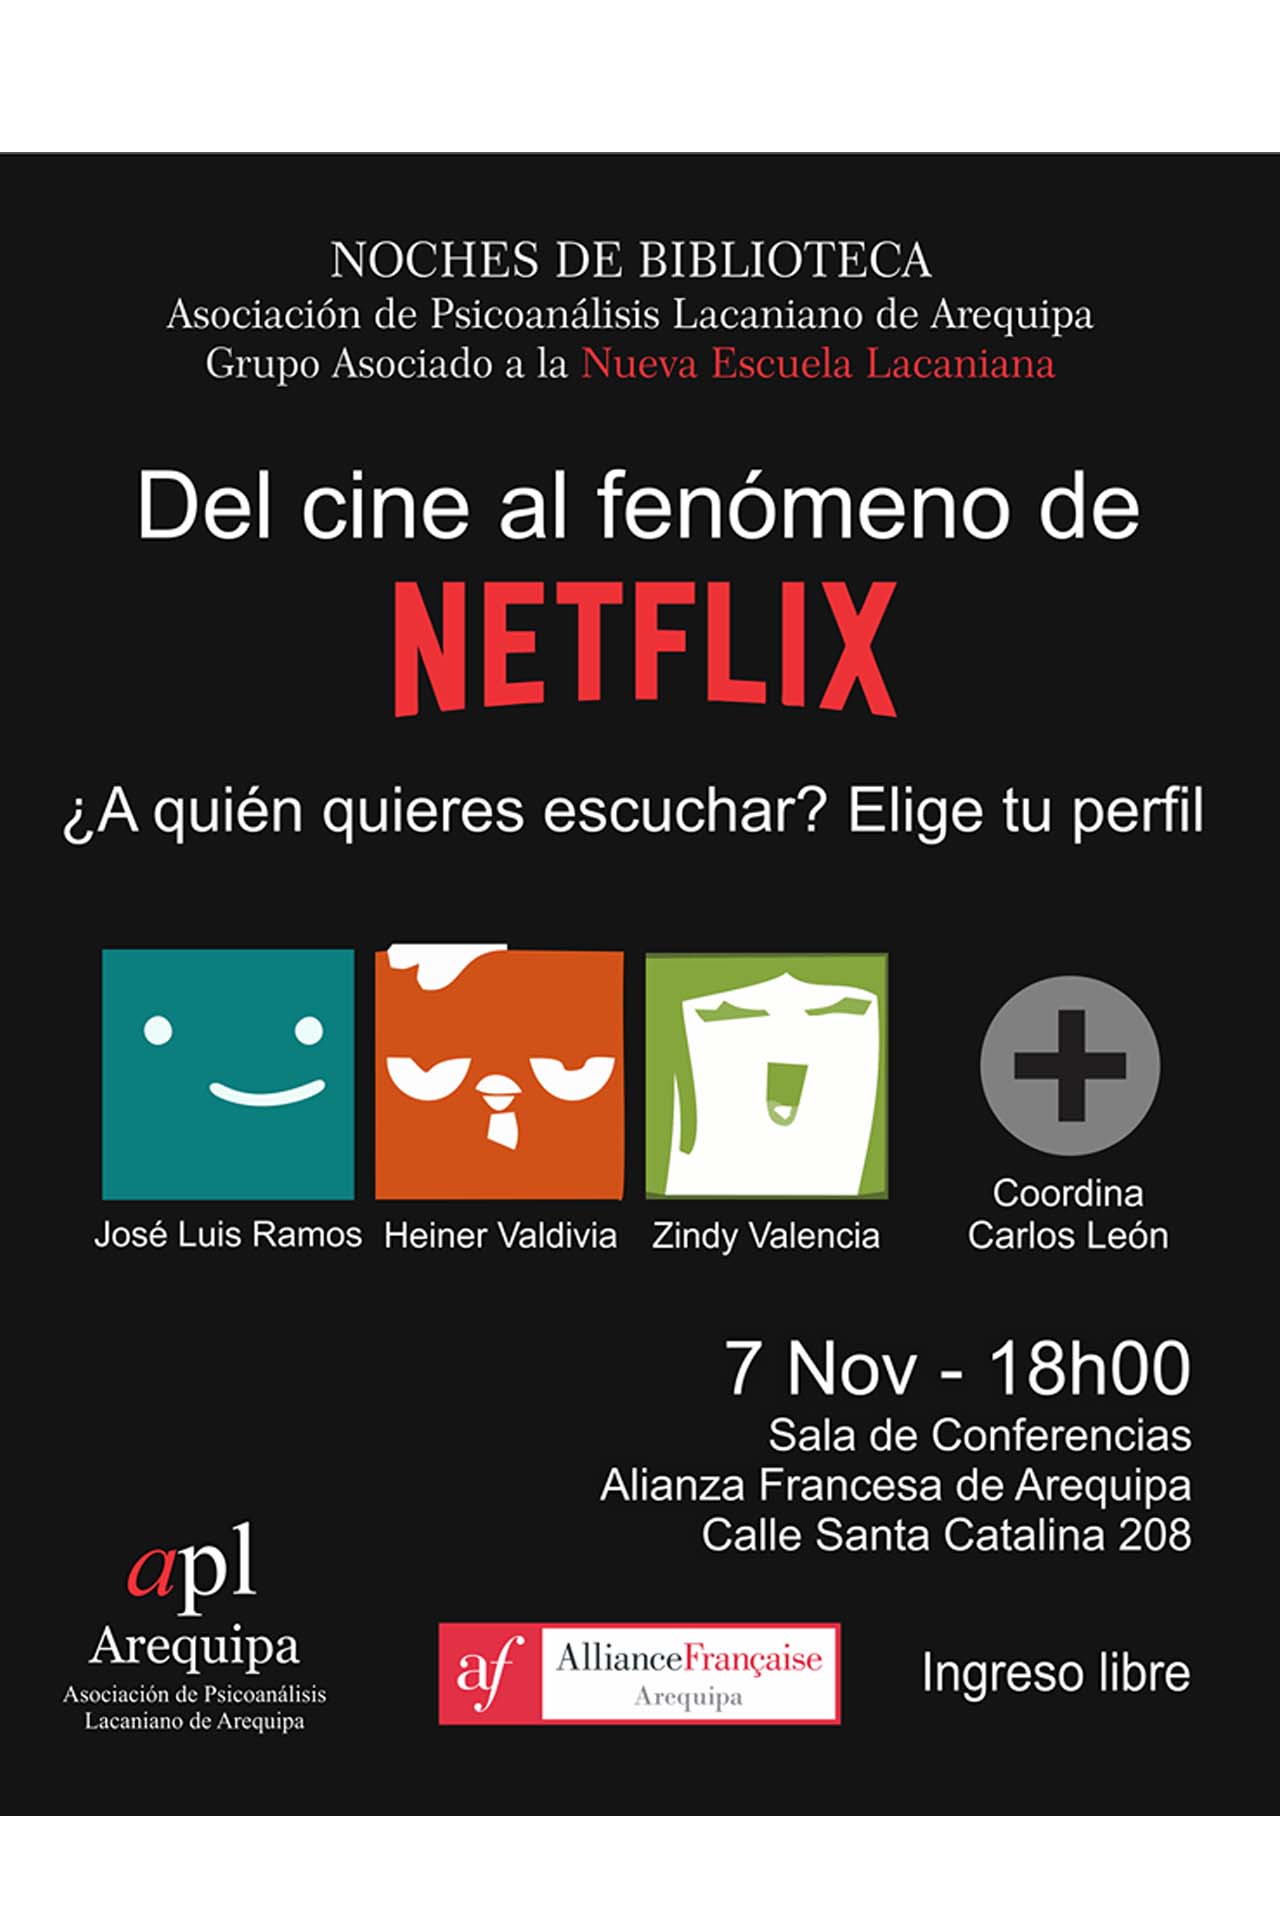 NOCHES DE BIBLIOTECA
Asociación de Psicoanálisis Lacaniano de Arequipa
Grupo Asociado a la Nueva Escuela Lacaniana
Del cine al fenómeno de
NETFLIX
¿A quién quieres escuchar? Elige tu perfil
José Luis Ramos
Heiner Valdivia
Zindy Valencia
Coordina
Carlos León
7 Nov - 18h00
Sala de Conferencias
Alianza Francesa de Arequipa
Calle Santa Catalina 208
apl
Arequipa
Asociación de Psicoanálisis
Lacaniano de Arequipa
af
AllianceFrançaise
Arequipa
Ingreso libre